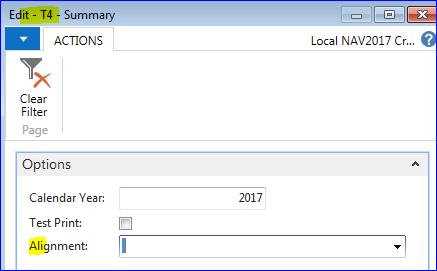 Edit - T4 - Summary
ACTIONS
Local NAV2017 Cr... ?
Clear
Filter
Page
Options
Calendar Year: 2017
Test Print:
Alignment: